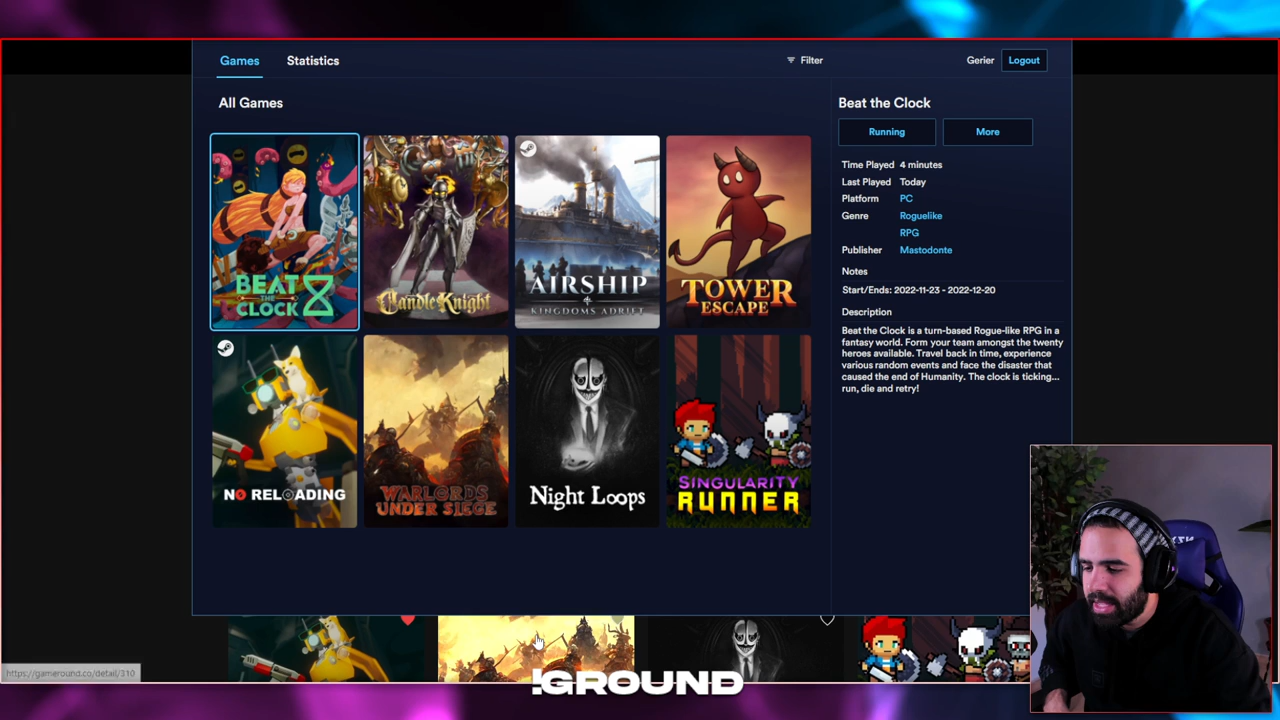 Games
Statistics
Filter
Gerier
Logout
All Games
Beat the Clock
Running
More
Time Played 4 minutes
Last Played Today
Platform PC
Genre Roguelike
RPG
Publisher Mastodonte
Notes
Start/Ends: 2022-11-23 - 2022-12-20
Description
Beat the Clock is a turn-based Rogue-like RPG in a
fantasy world. Form your team amongst the twenty
heroes available. Travel back in time, experience
various random events and face the disaster that
caused the end of Humanity. The clock is ticking...
run, die and retry!
BEAT
THE
CLOCK
Candle Knight
AIRSHIP
KINGDOMS ADRIFT
TOWER
ESCAPE
NO RELOADING
WARLORDS
UNDER SIEGE
Night Loops
SINGULARITY
RUNNER
https://gameround.co/detail/310
!GROUND